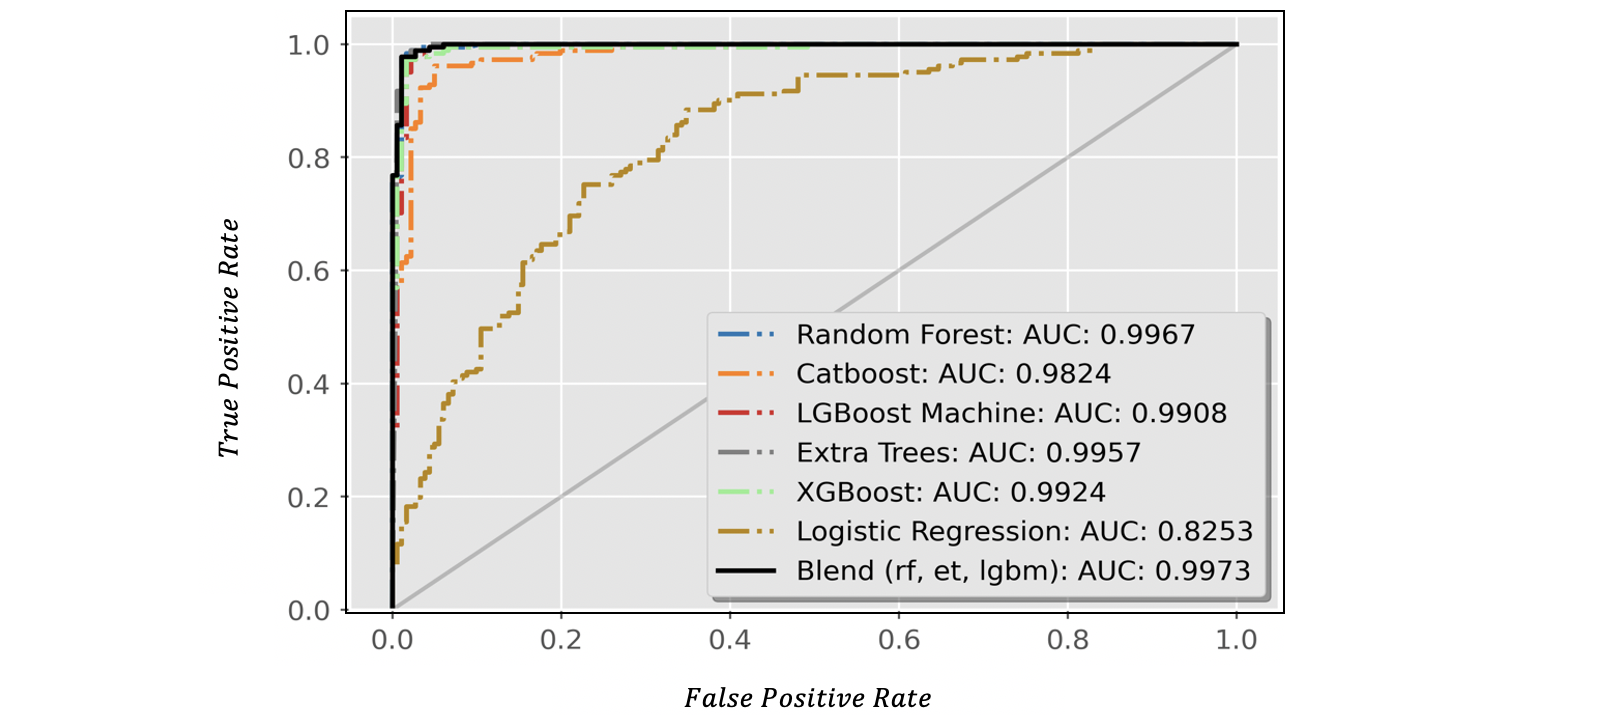 1.0
0.8
0.6
0.4
0.2
0.0
True Positive Rate
Random Forest: AUC: 0.9967
Catboost: AUC: 0.9824
LGBoost Machine: AUC: 0.9908
Extra Trees: AUC: 0.9957
XGBoost: AUC: 0.9924
Logistic Regression: AUC: 0.8253
Blend (rf, et, lgbm): AUC: 0.9973
0.0 0.2 0.4 0.6 0.8 1.0
False Positive Rate